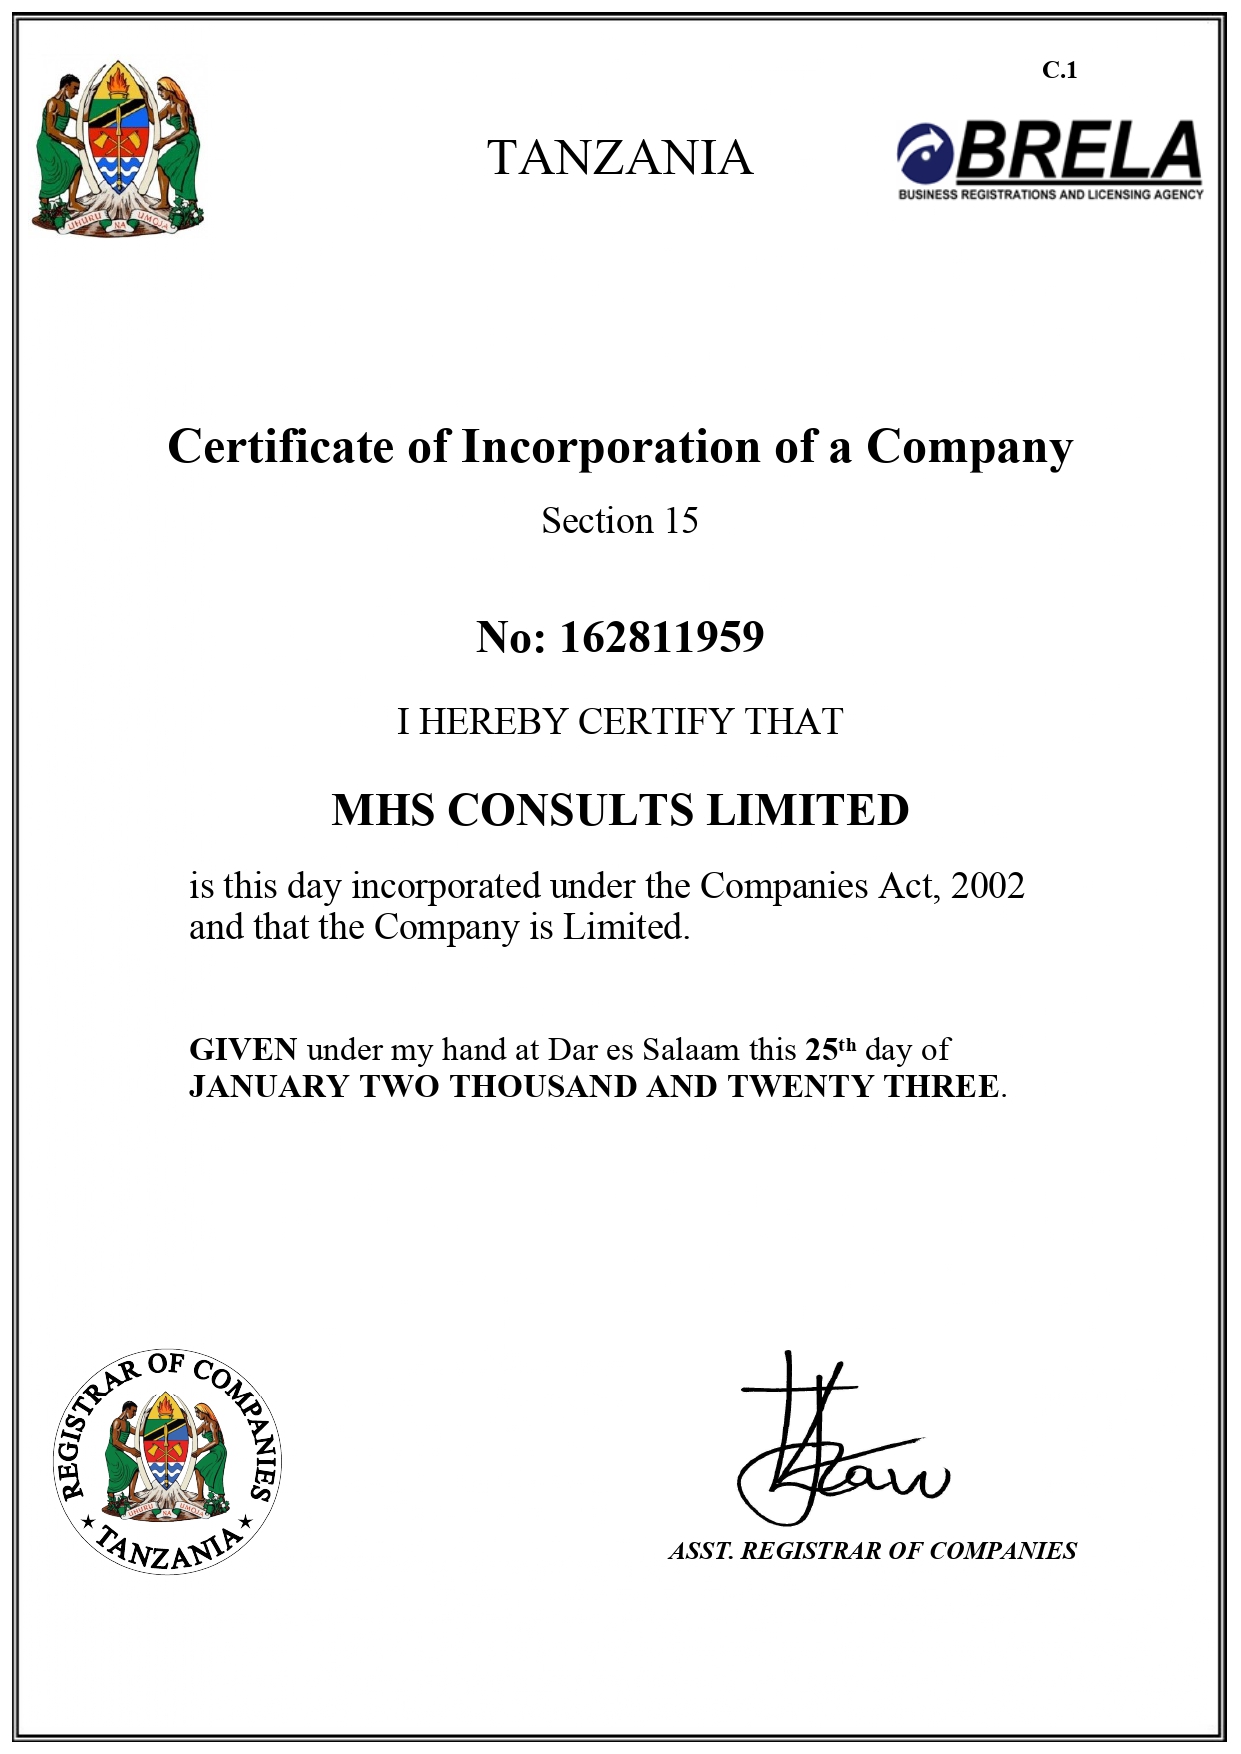 C.1
TANZANIA
BRELA
BUSINESS REGISTRATIONS AND LICENSING AGENCY
UHURU NA UMOJA
Certificate of Incorporation of a Company
Section 15
No: 162811959
I HEREBY CERTIFY THAT
MHS CONSULTS LIMITED
is this day incorporated under the Companies Act, 2002
and that the Company is Limited.
GIVEN under my hand at Dar es Salaam this 25th day of
JANUARY TWO THOUSAND AND TWENTY THREE.
REGISTRAR OF COMPANIES
UHURU NA UMOJA
★ TANZANIA ★
ASST. REGISTRAR OF COMPANIES